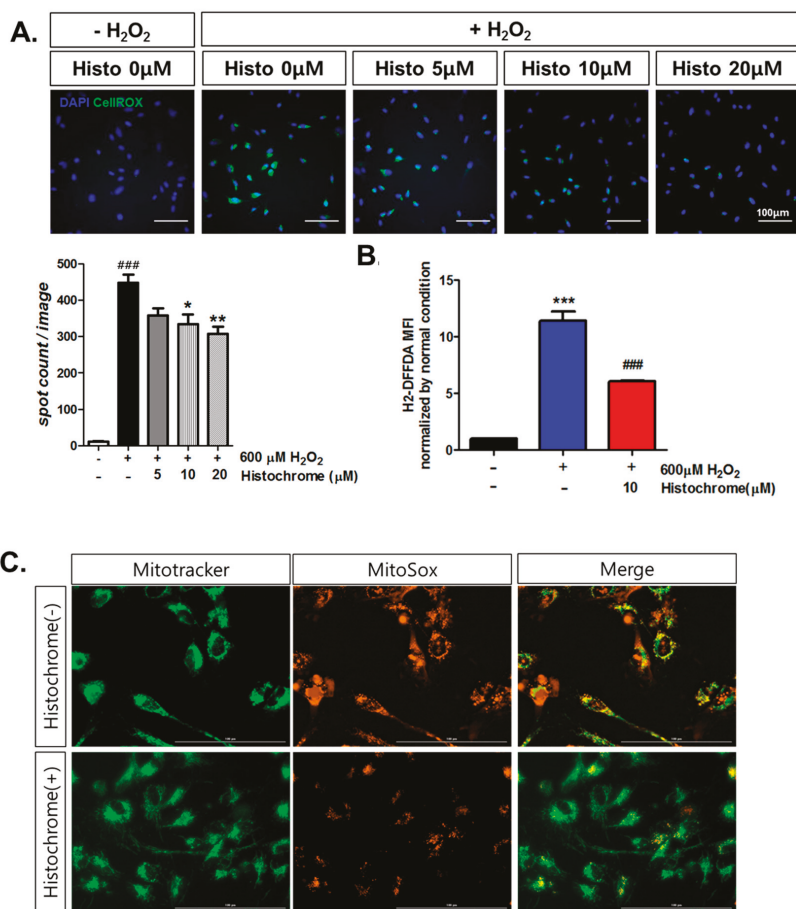 A.
- H₂O₂
+ H₂O₂
Histo 0μM
Histo 0μM
Histo 5μM
Histo 10μM
Histo 20μM
DAPI CellROX
100μm
spot count / image
500
400
300
200
100
0
###
*
**
- + + + + 600 μM H₂O₂
- - 5 10 20 Histochrome (μM)
B.
H2-DFFDA MFI
normalized by normal condition
15
10
5
0
***
###
- + + 600μM H₂O₂
- - 10 Histochrome(μM)
C.
Mitotracker
MitoSox
Merge
Histochrome(-)
Histochrome(+)